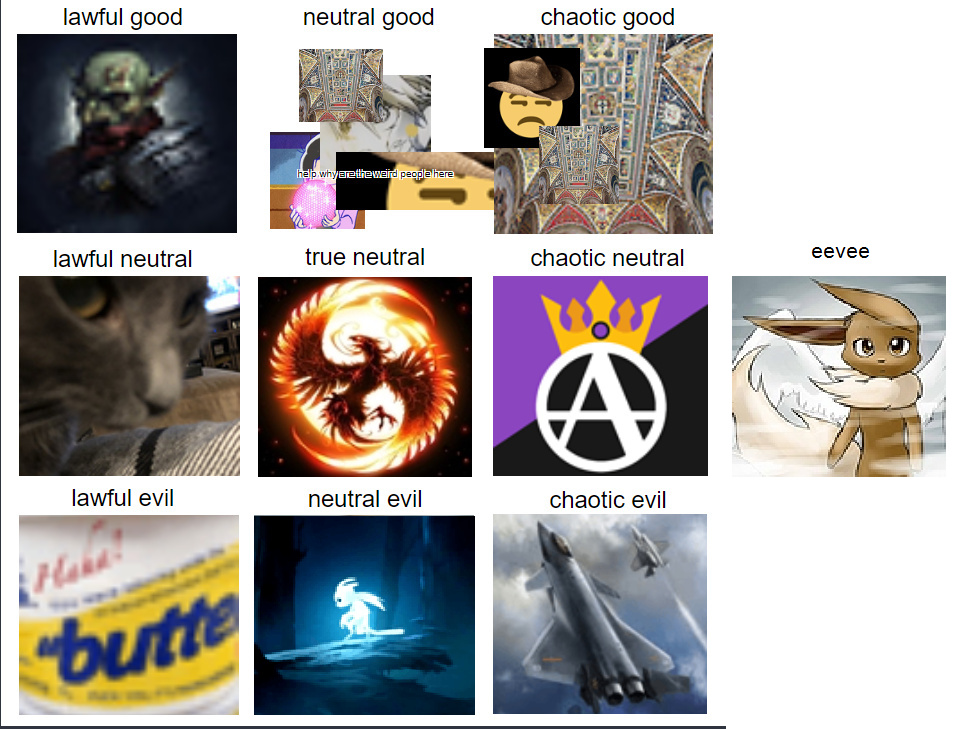 lawful good
neutral good
chaotic good
help why are the weird people here
lawful neutral
true neutral
chaotic neutral
eevee
A
lawful evil
neutral evil
chaotic evil
Haha!
"butte